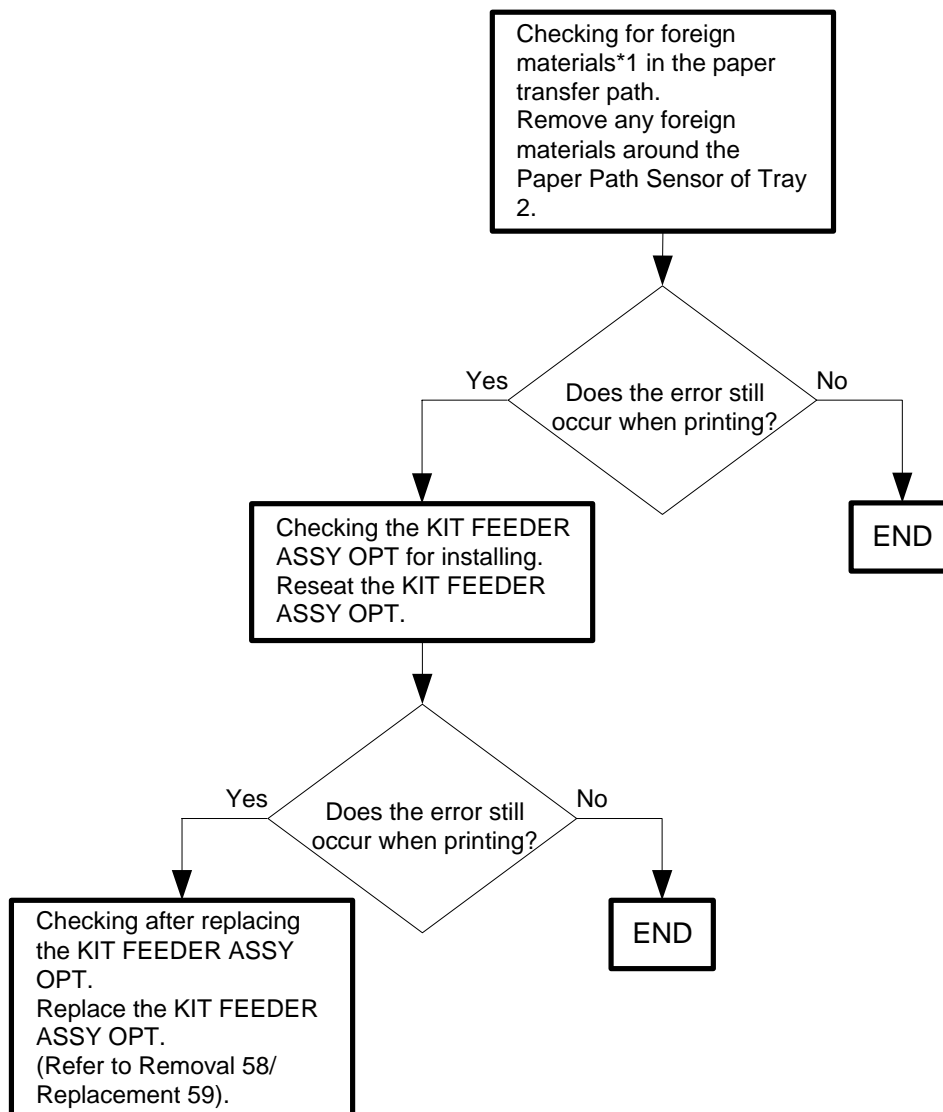 Checking for foreign
materials*1 in the paper
transfer path.
Remove any foreign
materials around the
Paper Path Sensor of Tray
2.
Yes
No
Does the error still
occur when printing?
Checking the KIT FEEDER
ASSY OPT for installing.
Reseat the KIT FEEDER
ASSY OPT.
END
Yes
No
Does the error still
occur when printing?
Checking after replacing
the KIT FEEDER ASSY
OPT.
Replace the KIT FEEDER
ASSY OPT.
(Refer to Removal 58/
Replacement 59).
END